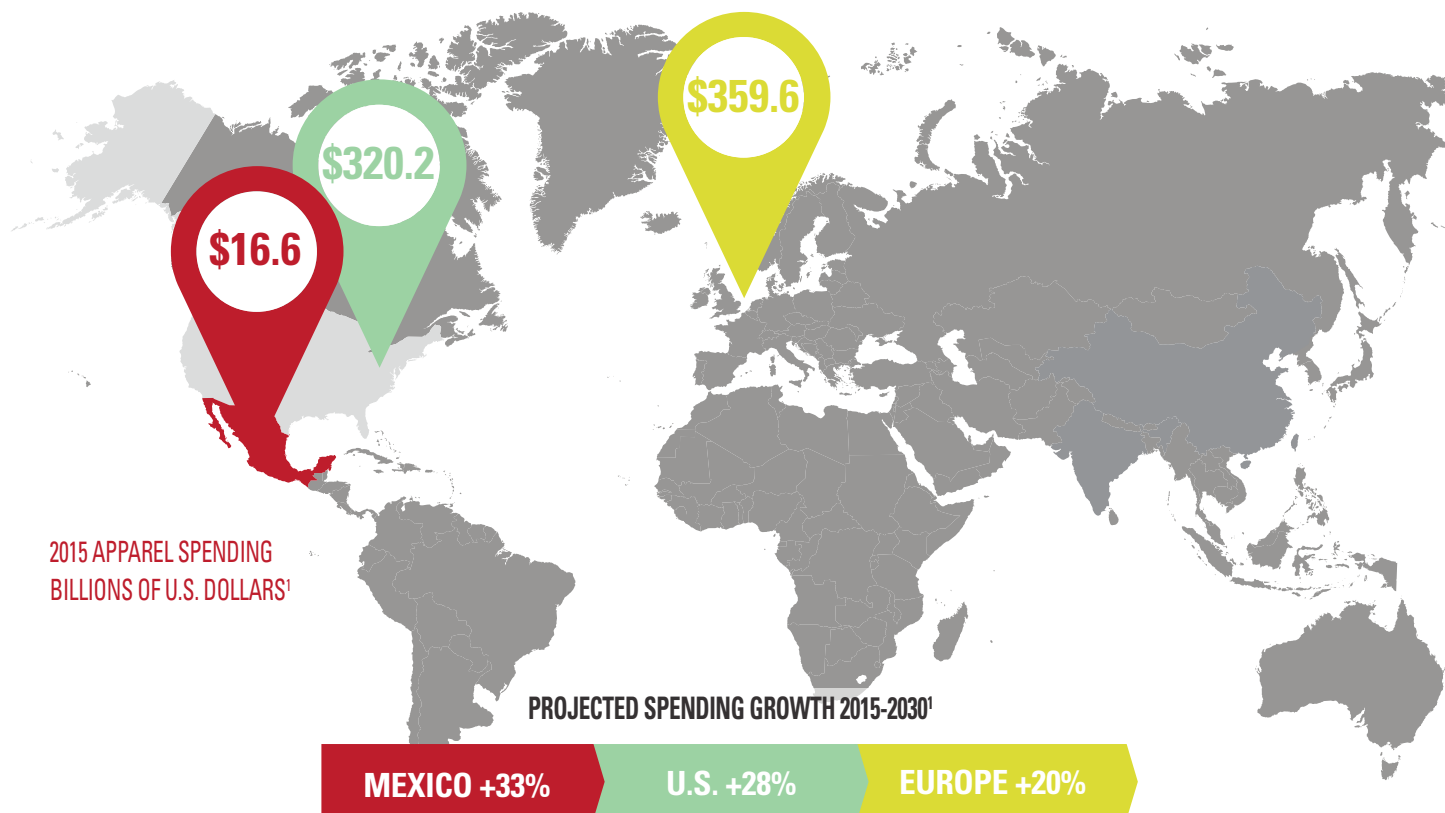 $359.6
$320.2
$16.6
2015 APPAREL SPENDING
BILLIONS OF U.S. DOLLARS¹
PROJECTED SPENDING GROWTH 2015-2030¹
MEXICO +33%
U.S. +28%
EUROPE +20%